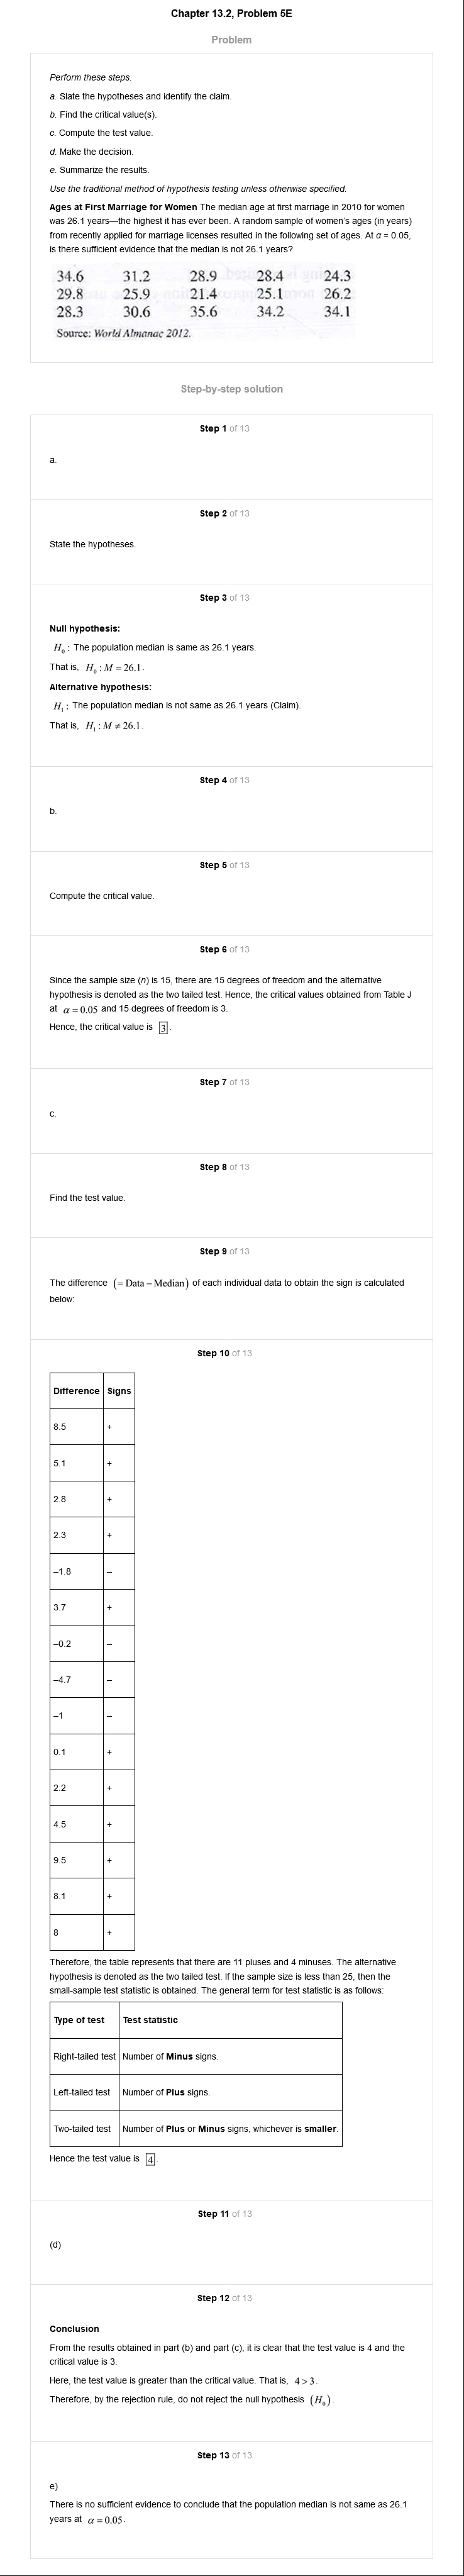 Chapter 13.2, Problem 5E
Problem
Perform these steps.
a. Slate the hypotheses and identify the claim.
b. Find the critical value(s).
c. Compute the test value.
d. Make the decision.
e. Summarize the results.
Use the traditional method of hypothesis testing unless otherwise specified.
Ages at First Marriage for Women The median age at first marriage in 2010 for women
was 26.1 years—the highest it has ever been. A random sample of women's ages (in years)
from recently applied for marriage licenses resulted in the following set of ages. At α = 0.05,
is there sufficient evidence that the median is not 26.1 years?
34.6 31.2 28.9 28.4 24.3
29.8 25.9 21.4 25.1 26.2
28.3 30.6 35.6 34.2 34.1
Source: World Almanac 2012.
Step-by-step solution
Step 1 of 13
a.
Step 2 of 13
State the hypotheses.
Step 3 of 13
Null hypothesis:
H₀ : The population median is same as 26.1 years.
That is, H₀ : M = 26.1.
Alternative hypothesis:
H₁ : The population median is not same as 26.1 years (Claim).
That is, H₁ : M ≠ 26.1.
Step 4 of 13
b.
Step 5 of 13
Compute the critical value.
Step 6 of 13
Since the sample size (n) is 15, there are 15 degrees of freedom and the alternative
hypothesis is denoted as the two tailed test. Hence, the critical values obtained from Table J
at α = 0.05 and 15 degrees of freedom is 3.
Hence, the critical value is 3.
Step 7 of 13
c.
Step 8 of 13
Find the test value.
Step 9 of 13
The difference (= Data – Median) of each individual data to obtain the sign is calculated
below:
Step 10 of 13
Difference Signs
8.5 +
5.1 +
2.8 +
2.3 +
–1.8 –
3.7 +
–0.2 –
–4.7 –
–1 –
0.1 +
2.2 +
4.5 +
9.5 +
8.1 +
8 +
Therefore, the table represents that there are 11 pluses and 4 minuses. The alternative
hypothesis is denoted as the two tailed test. If the sample size is less than 25, then the
small-sample test statistic is obtained. The general term for test statistic is as follows:
Type of test Test statistic
Right-tailed test Number of Minus signs.
Left-tailed test Number of Plus signs.
Two-tailed test Number of Plus or Minus signs, whichever is smaller.
Hence the test value is 4.
Step 11 of 13
(d)
Step 12 of 13
Conclusion
From the results obtained in part (b) and part (c), it is clear that the test value is 4 and the
critical value is 3.
Here, the test value is greater than the critical value. That is, 4 > 3.
Therefore, by the rejection rule, do not reject the null hypothesis (H₀).
Step 13 of 13
e)
There is no sufficient evidence to conclude that the population median is not same as 26.1
years at α = 0.05.